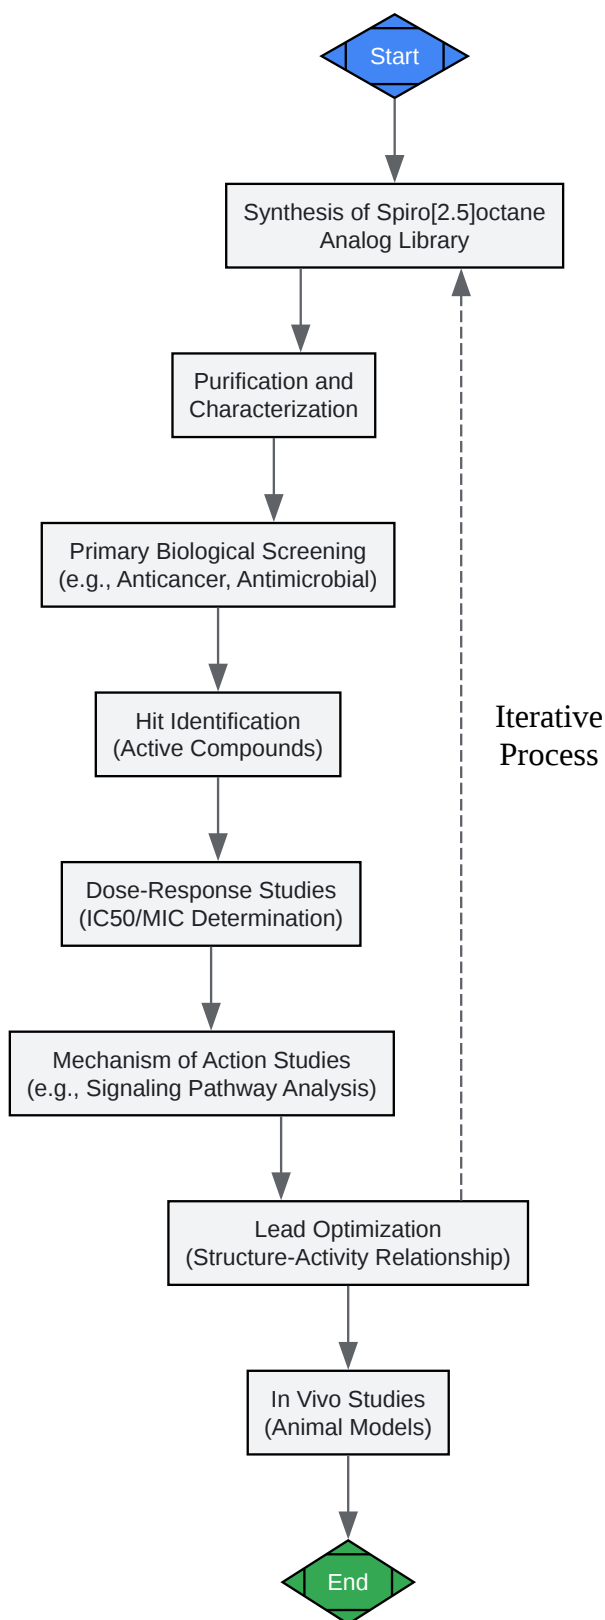 Start
Synthesis of Spiro[2.5]octane
Analog Library
Purification and
Characterization
Primary Biological Screening
(e.g., Anticancer, Antimicrobial)
Hit Identification
(Active Compounds)
Iterative
Process
Dose-Response Studies
(IC50/MIC Determination)
Mechanism of Action Studies
(e.g., Signaling Pathway Analysis)
Lead Optimization
(Structure-Activity Relationship)
In Vivo Studies
(Animal Models)
End